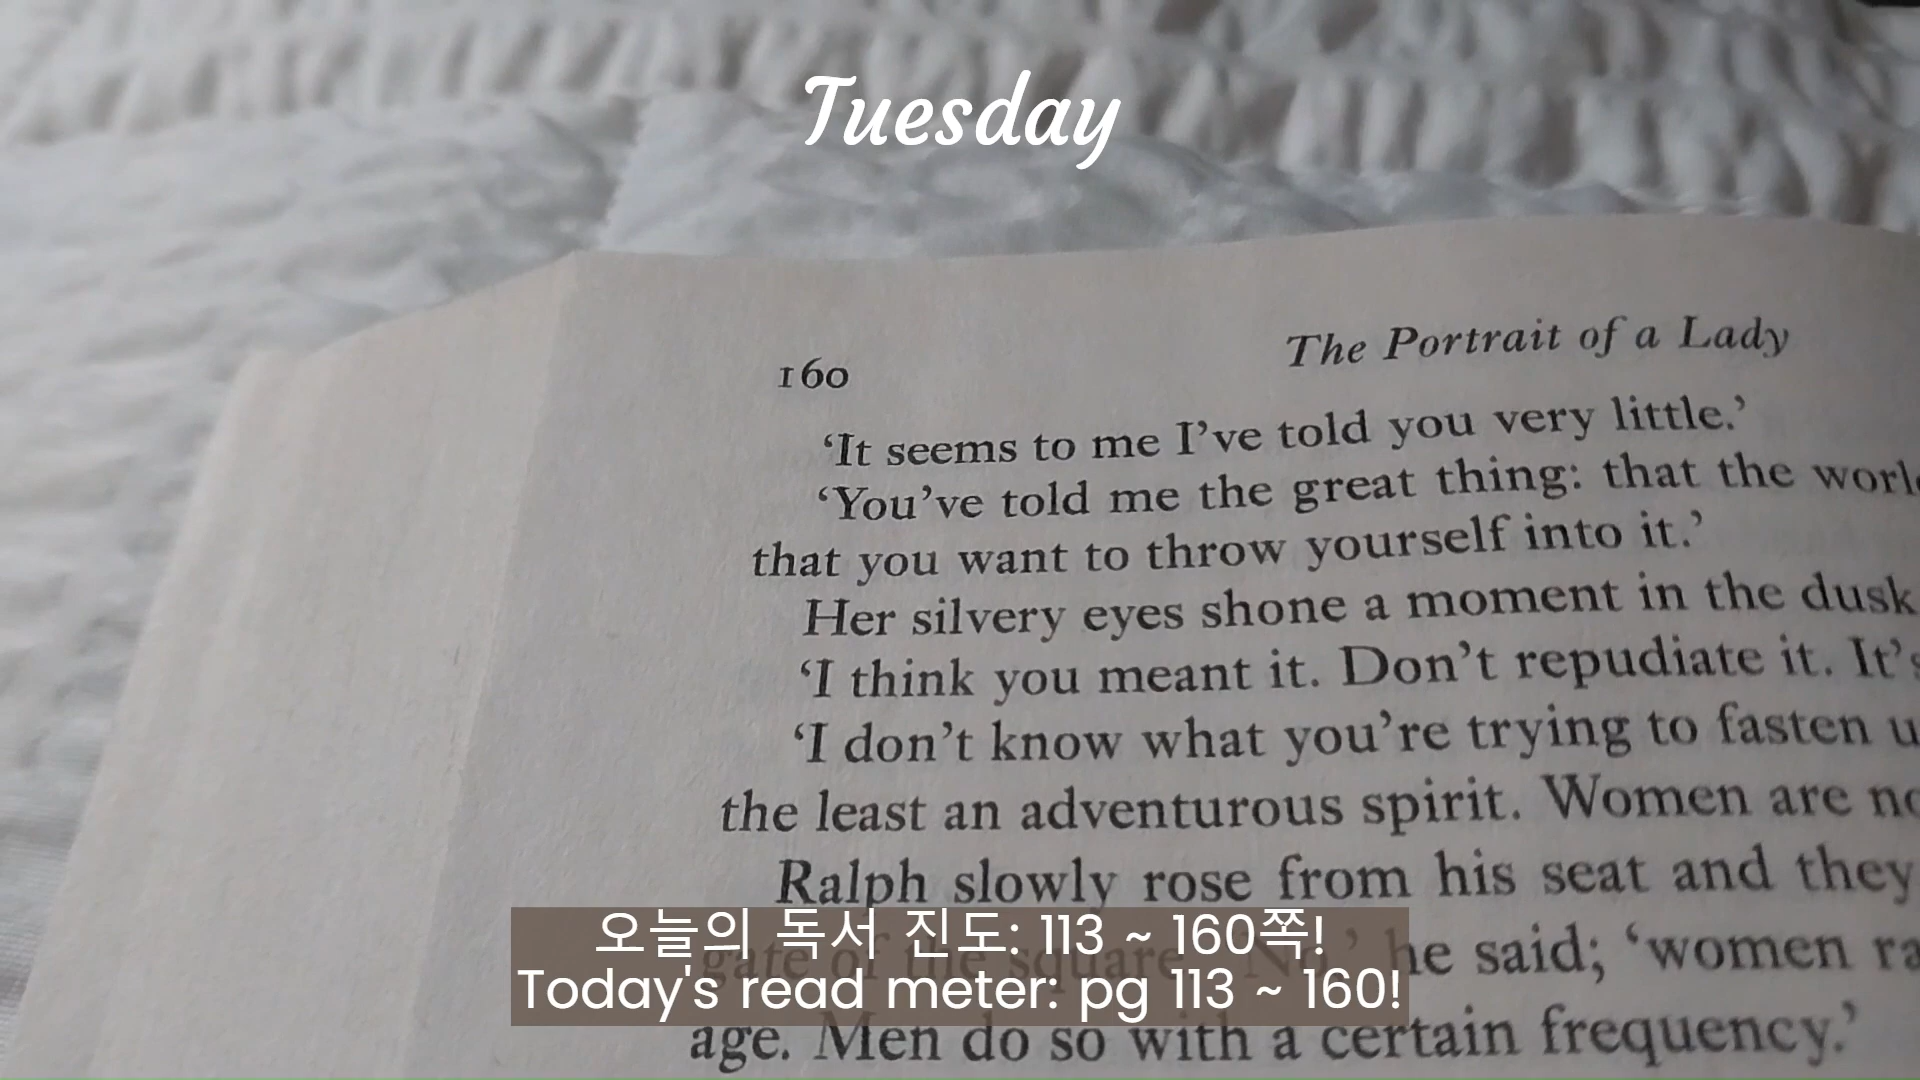 Tuesday
160
The Portrait of a Lady
‘It seems to me I’ve told you very little.’
‘You’ve told me the great thing: that the
that you want to throw yourself into it.’
Her silvery eyes shone a moment in the dusk
‘I think you meant it. Don’t repudiate it. It’s
‘I don’t know what you’re trying to fasten
the least an adventurous spirit. Women are
Ralph slowly rose from his seat and they
gate of the square. ‘No,’ he said; ‘women
오늘의 독서 진도: 113 ~ 160쪽!
Today's read meter: pg 113 ~ 160!
age. Men do so with a certain frequency.’